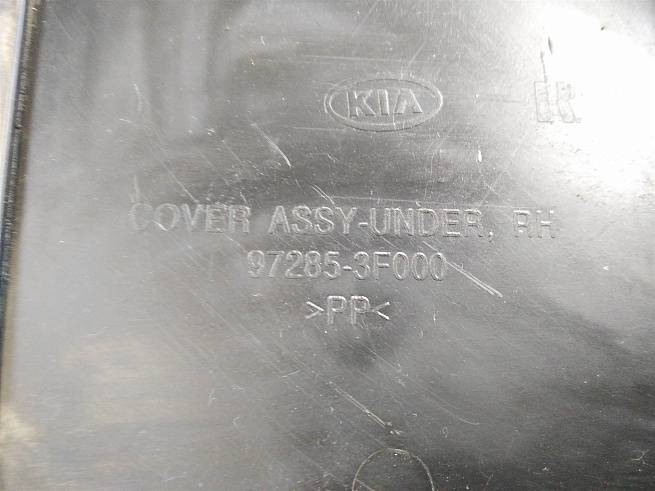 KIA
COVER ASSY-UNDER, RH
97285-3F000
>PP<